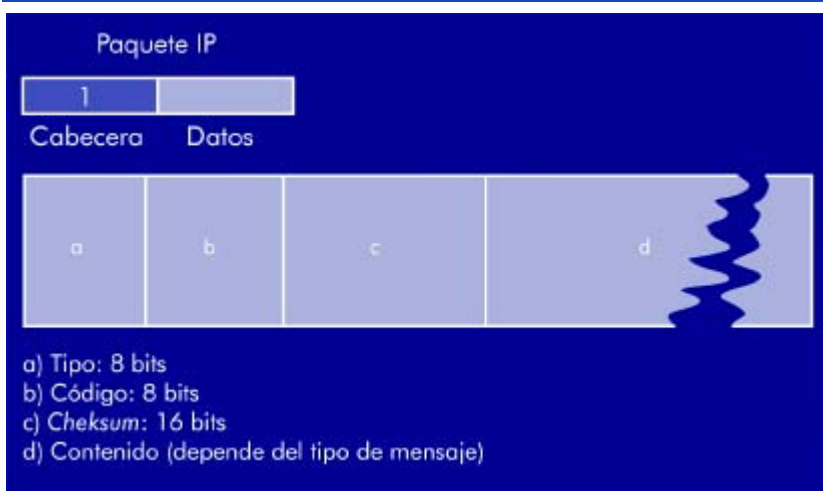 Paquete IP
1
Cabecera Datos
a b c d
a) Tipo: 8 bits
b) Código: 8 bits
c) Cheksum: 16 bits
d) Contenido (depende del tipo de mensaje)